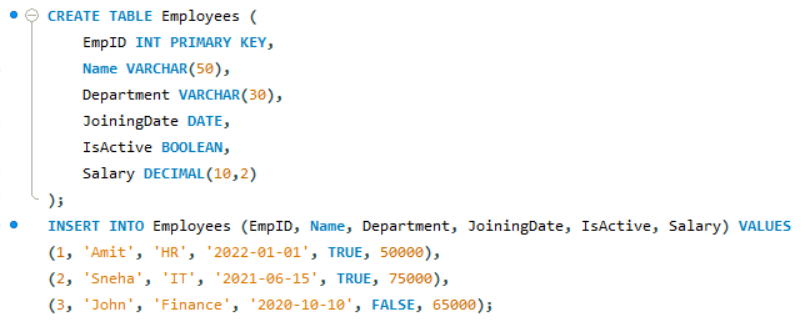 CREATE TABLE Employees (
EmpID INT PRIMARY KEY,
Name VARCHAR(50),
Department VARCHAR(30),
JoiningDate DATE,
IsActive BOOLEAN,
Salary DECIMAL(10,2)
);
INSERT INTO Employees (EmpID, Name, Department, JoiningDate, IsActive, Salary) VALUES
(1, 'Amit', 'HR', '2022-01-01', TRUE, 50000),
(2, 'Sneha', 'IT', '2021-06-15', TRUE, 75000),
(3, 'John', 'Finance', '2020-10-10', FALSE, 65000);